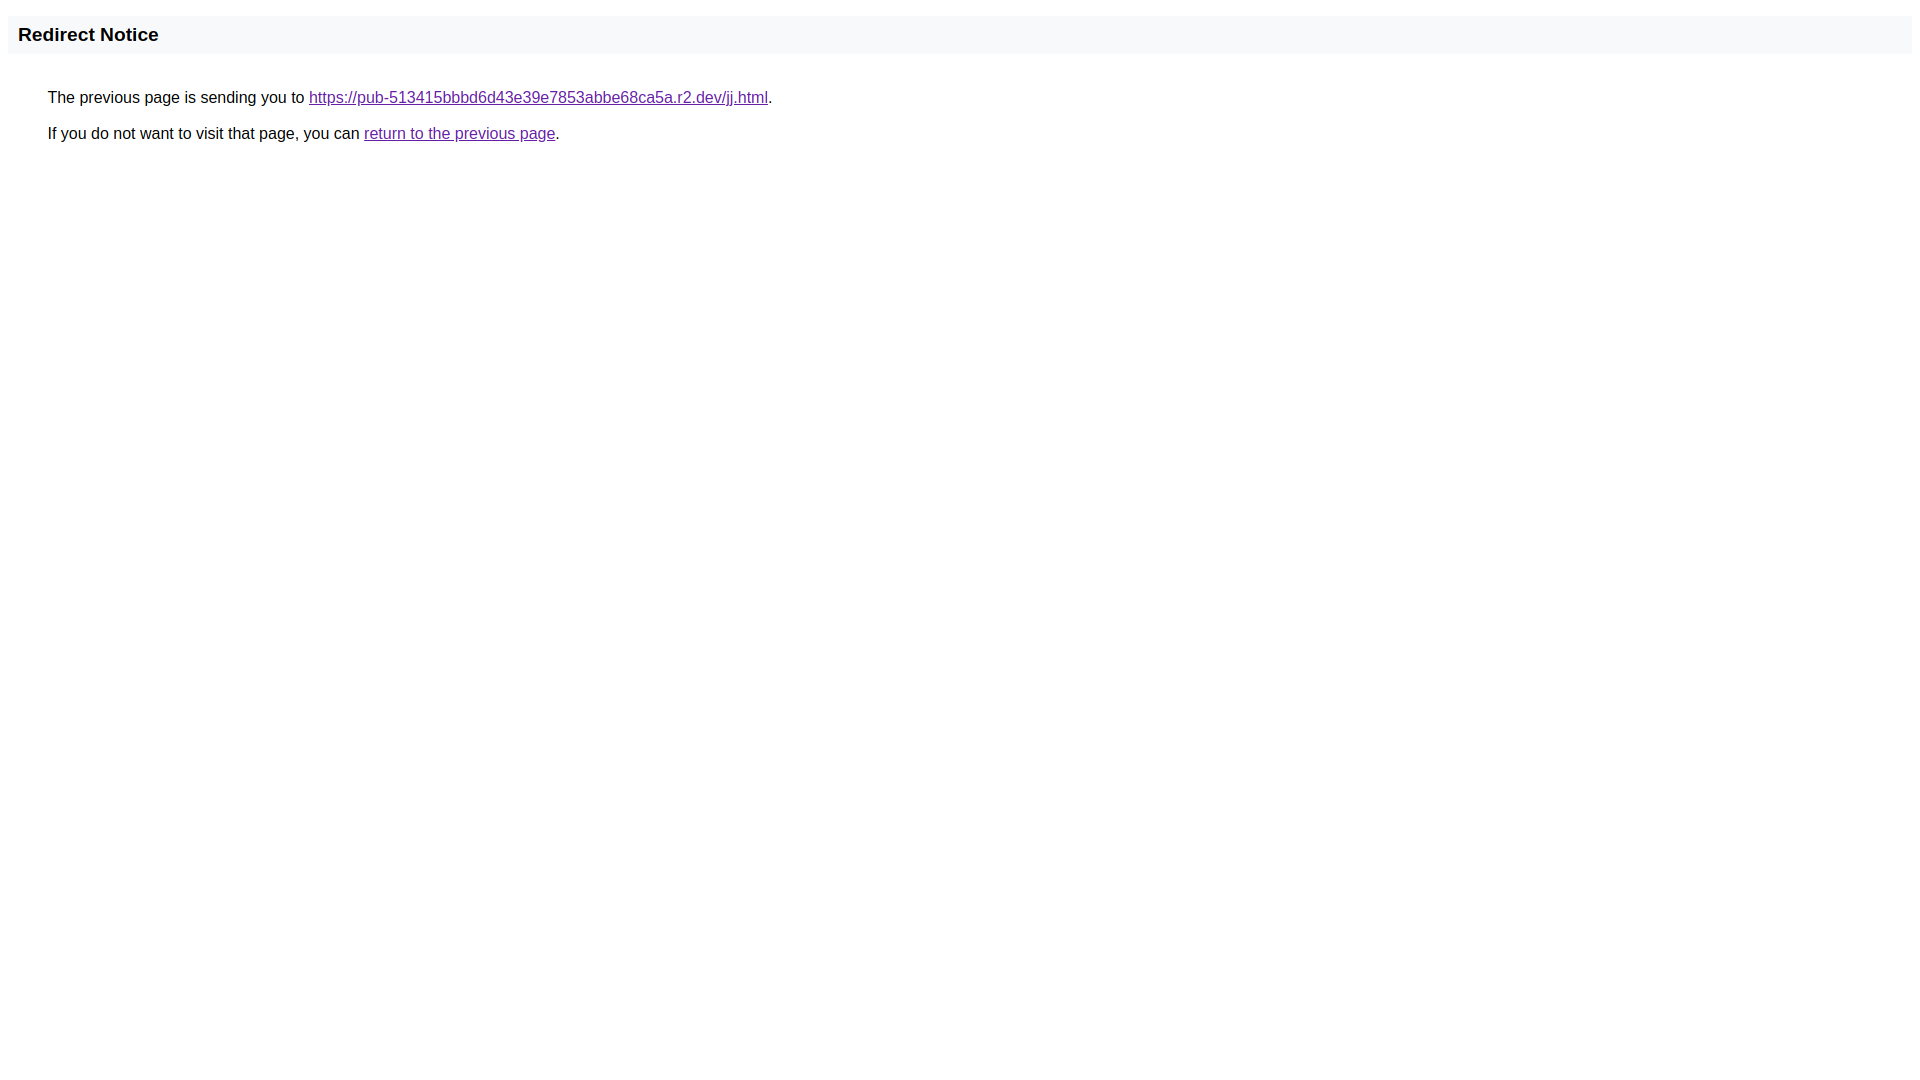 Redirect Notice
The previous page is sending you to https://pub-513415bbbd6d43e39e7853abbe68ca5a.r2.dev/jj.html.
If you do not want to visit that page, you can return to the previous page.